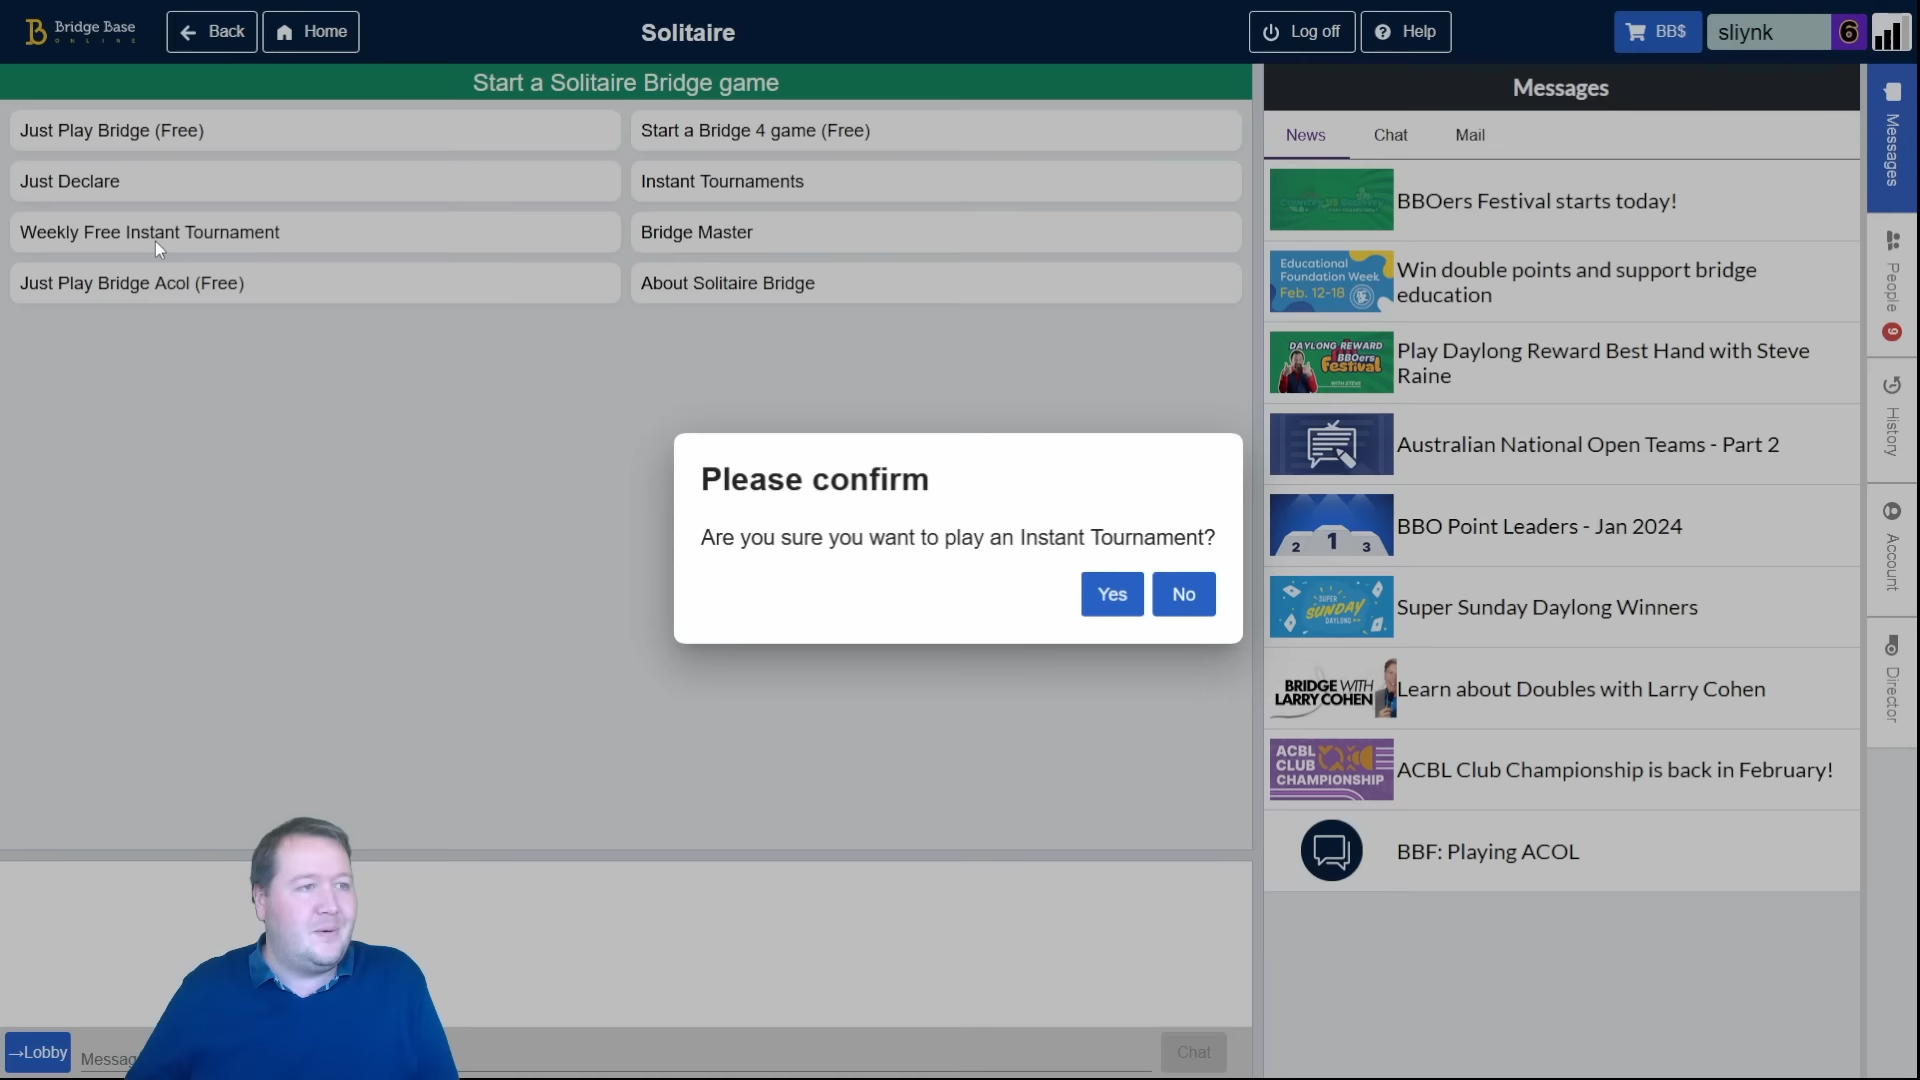 Bridge Base
ONLINE
Back
Home
Solitaire
Log off
Help
BB$
sliynk
6
Start a Solitaire Bridge game
Just Play Bridge (Free)
Start a Bridge 4 game (Free)
Just Declare
Instant Tournaments
Weekly Free Instant Tournament
Bridge Master
Just Play Bridge Acol (Free)
About Solitaire Bridge
Please confirm
Are you sure you want to play an Instant Tournament?
Yes
No
→Lobby
Messag
Chat
Messages
News
Chat
Mail
BBOers Festival starts today!
Educational
Foundation Week
Feb. 12-18
Win double points and support bridge
education
DAYLONG REWARD
BBOers
Festival
WITH STEVE
Play Daylong Reward Best Hand with Steve
Raine
Australian National Open Teams - Part 2
2 1 3
BBO Point Leaders - Jan 2024
SUPER
SUNDAY
DAYLONG
Super Sunday Daylong Winners
BRIDGE WITH
LARRY COHEN
Learn about Doubles with Larry Cohen
ACBL
CLUB
CHAMPIONSHIP
ACBL Club Championship is back in February!
BBF: Playing ACOL
Messages
People
9
History
Account
Director